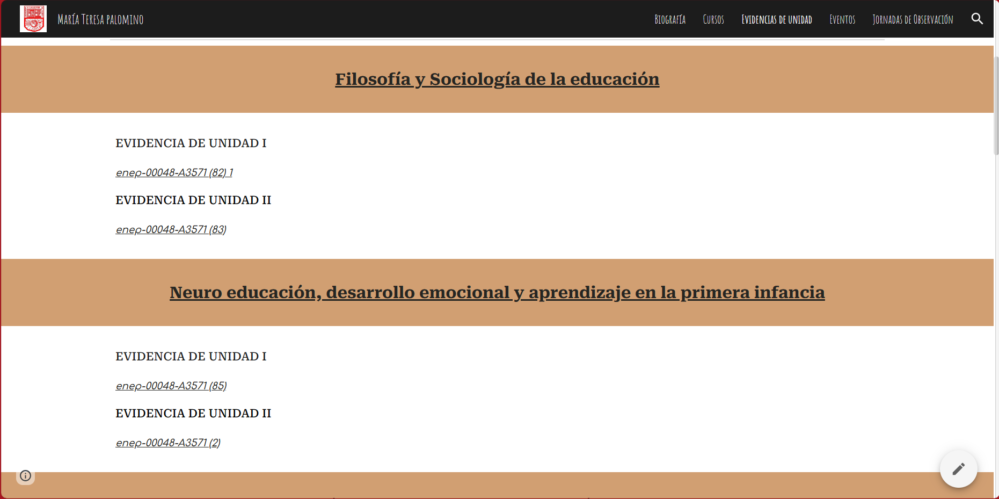 María Teresa palomino
Biografía Cursos Evidencias de unidad Eventos Jornadas de Observación
Filosofía y Sociología de la educación
EVIDENCIA DE UNIDAD I
enep-00048-A3571 (82) 1
EVIDENCIA DE UNIDAD II
enep-00048-A3571 (83)
Neuro educación, desarrollo emocional y aprendizaje en la primera infancia
EVIDENCIA DE UNIDAD I
enep-00048-A3571 (85)
EVIDENCIA DE UNIDAD II
enep-00048-A3571 (2)